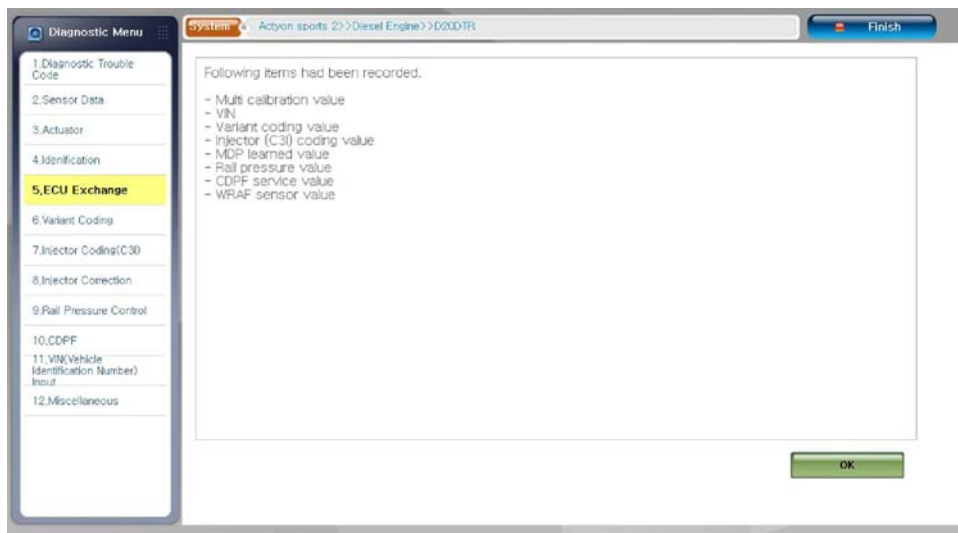 Diagnostic Menu
System
Actyon sports 2>>Diesel Engine>>D20DTR
Finish
1.Diagnostic Trouble
Code
2.Sensor Data
3.Actuator
4.Idenification
5.ECU Exchange
6.Variant Coding
7.Injector Coding(C3I)
8.Injector Correction
9.Rail Pressure Control
10.CDPF
11.VIN(Vehicle
Identification Number)
Input
12.Miscellaneous
Following items had been recorded.
- Multi calibration value
- VIN
- Variant coding value
- Injector (C3I) coding value
- MDP learned value
- Rail pressure value
- CDPF service value
- WRAF sensor value
OK